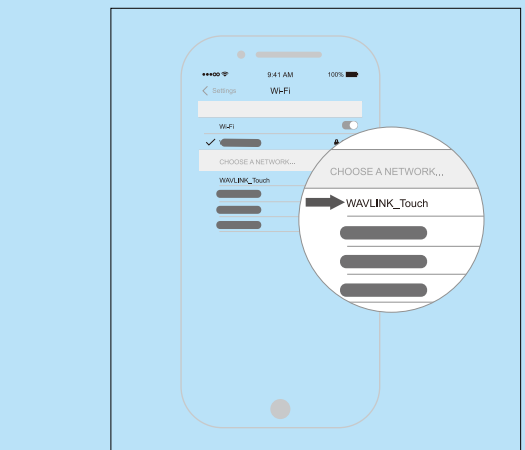 9:41 AM
100%
Settings
Wi-Fi
Wi-Fi
CHOOSE A NETWORK...
WAVLINK_Touch
CHOOSE A NETWORK...
WAVLINK_Touch